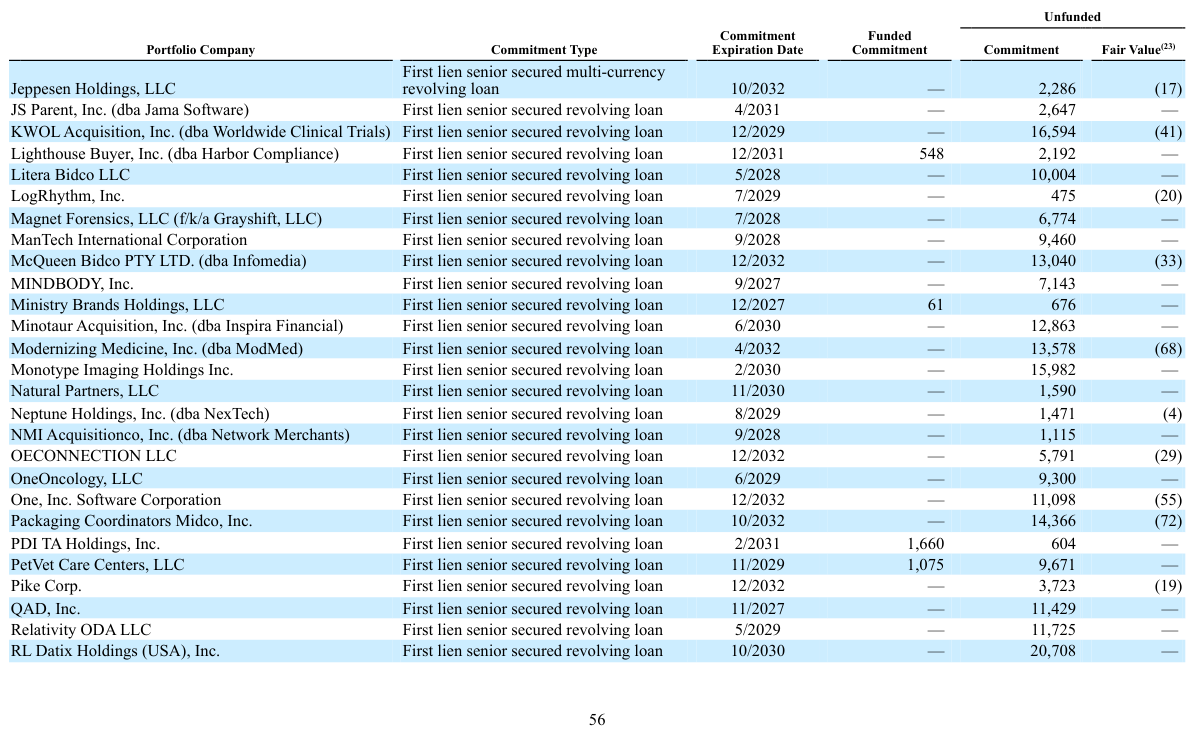 Unfunded
Portfolio Company Commitment Type Commitment Expiration Date Funded Commitment Commitment Fair Value(23)
Jeppesen Holdings, LLC First lien senior secured multi-currency revolving loan 10/2032 — 2,286 (17)
JS Parent, Inc. (dba Jama Software) First lien senior secured revolving loan 4/2031 — 2,647 —
KWOL Acquisition, Inc. (dba Worldwide Clinical Trials) First lien senior secured revolving loan 12/2029 — 16,594 (41)
Lighthouse Buyer, Inc. (dba Harbor Compliance) First lien senior secured revolving loan 12/2031 548 2,192 —
Litera Bidco LLC First lien senior secured revolving loan 5/2028 — 10,004 —
LogRhythm, Inc. First lien senior secured revolving loan 7/2029 — 475 (20)
Magnet Forensics, LLC (f/k/a Grayshift, LLC) First lien senior secured revolving loan 7/2028 — 6,774 —
ManTech International Corporation First lien senior secured revolving loan 9/2028 — 9,460 —
McQueen Bidco PTY LTD. (dba Infomedia) First lien senior secured revolving loan 12/2032 — 13,040 (33)
MINDBODY, Inc. First lien senior secured revolving loan 9/2027 — 7,143 —
Ministry Brands Holdings, LLC First lien senior secured revolving loan 12/2027 61 676 —
Minotaur Acquisition, Inc. (dba Inspira Financial) First lien senior secured revolving loan 6/2030 — 12,863 —
Modernizing Medicine, Inc. (dba ModMed) First lien senior secured revolving loan 4/2032 — 13,578 (68)
Monotype Imaging Holdings Inc. First lien senior secured revolving loan 2/2030 — 15,982 —
Natural Partners, LLC First lien senior secured revolving loan 11/2030 — 1,590 —
Neptune Holdings, Inc. (dba NexTech) First lien senior secured revolving loan 8/2029 — 1,471 (4)
NMI Acquisitionco, Inc. (dba Network Merchants) First lien senior secured revolving loan 9/2028 — 1,115 —
OECONNECTION LLC First lien senior secured revolving loan 12/2032 — 5,791 (29)
OneOncology, LLC First lien senior secured revolving loan 6/2029 — 9,300 —
One, Inc. Software Corporation First lien senior secured revolving loan 12/2032 — 11,098 (55)
Packaging Coordinators Midco, Inc. First lien senior secured revolving loan 10/2032 — 14,366 (72)
PDI TA Holdings, Inc. First lien senior secured revolving loan 2/2031 1,660 604 —
PetVet Care Centers, LLC First lien senior secured revolving loan 11/2029 1,075 9,671 —
Pike Corp. First lien senior secured revolving loan 12/2032 — 3,723 (19)
QAD, Inc. First lien senior secured revolving loan 11/2027 — 11,429 —
Relativity ODA LLC First lien senior secured revolving loan 5/2029 — 11,725 —
RL Datix Holdings (USA), Inc. First lien senior secured revolving loan 10/2030 — 20,708 —
56